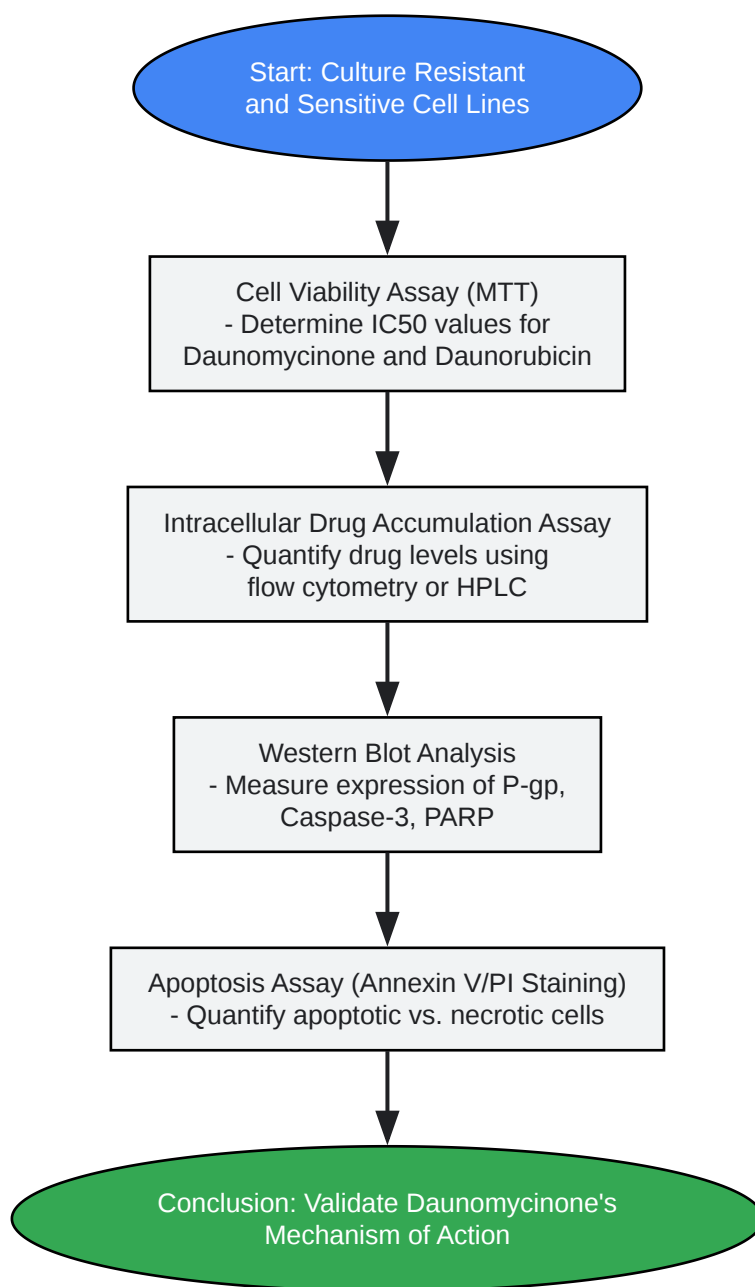 Start: Culture Resistant
and Sensitive Cell Lines
Cell Viability Assay (MTT)
- Determine IC50 values for
Daunomycinone and Daunorubicin
Intracellular Drug Accumulation Assay
- Quantify drug levels using
flow cytometry or HPLC
Western Blot Analysis
- Measure expression of P-gp,
Caspase-3, PARP
Apoptosis Assay (Annexin V/PI Staining)
- Quantify apoptotic vs. necrotic cells
Conclusion: Validate Daunomycinone's
Mechanism of Action